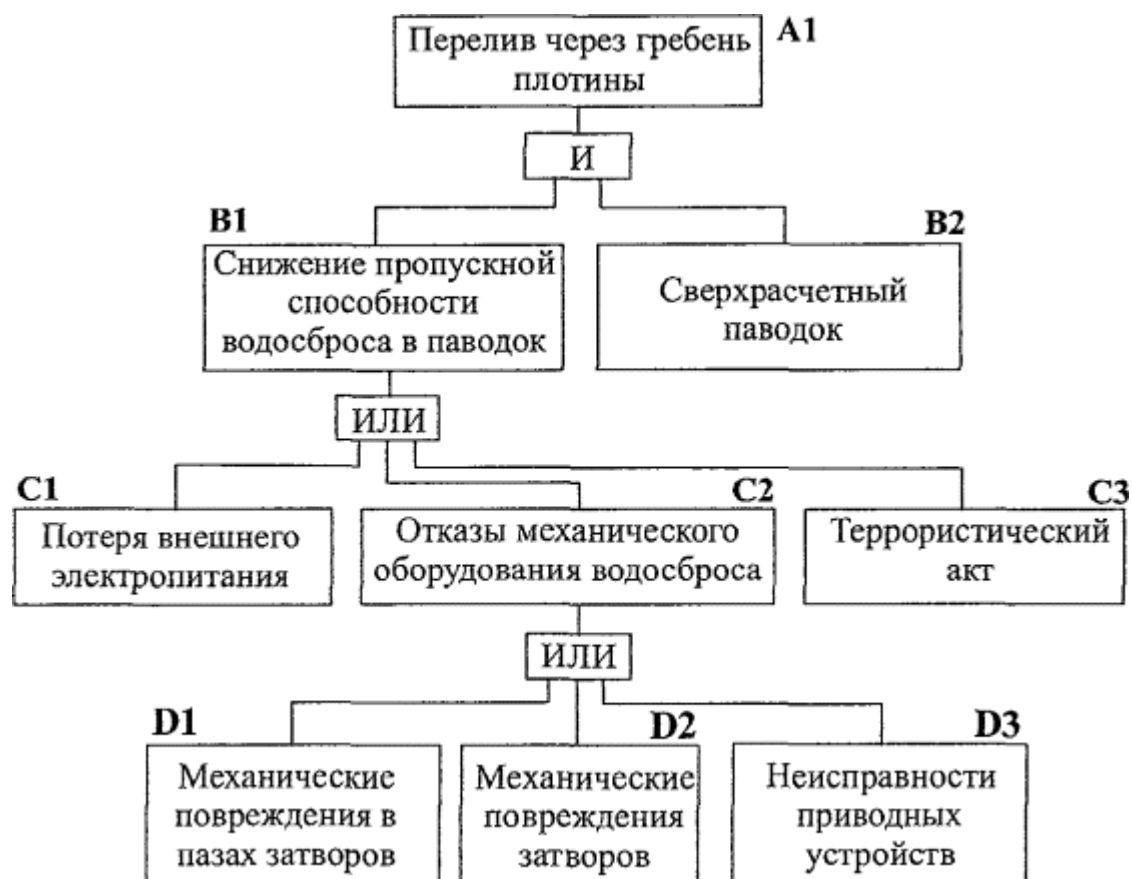 Перелив через гребень
плотины
A1
И
B1
B2
Снижение пропускной
способности
водосброса в паводок
Сверхрасчетный
паводок
ИЛИ
C1
C2
C3
Потеря внешнего
электропитания
Отказы механического
оборудования водосброса
Террористический
акт
ИЛИ
D1
D2
D3
Механические
повреждения в
пазах затворов
Механические
повреждения
затворов
Неисправности
приводных
устройств